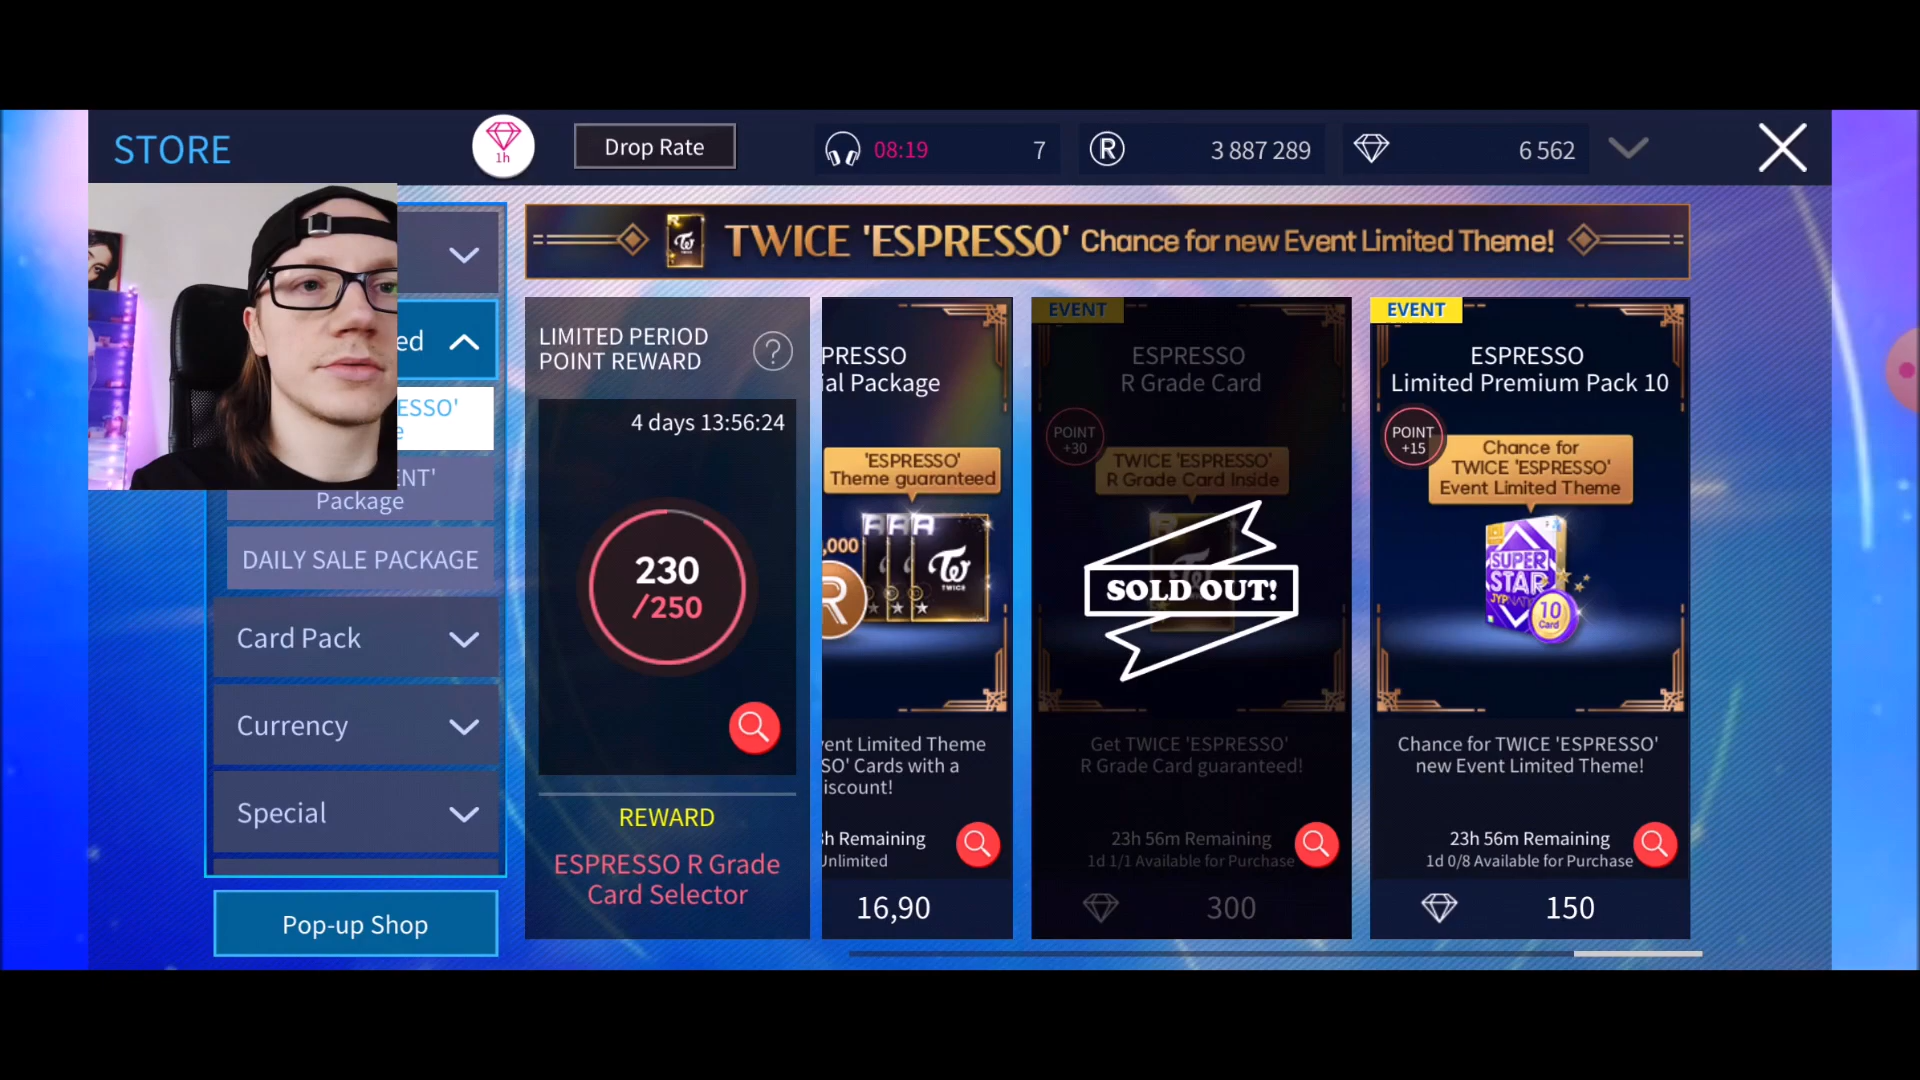 STORE
1h
Drop Rate
08:19
7
3 887 289
6 562
TWICE 'ESPRESSO' Chance for new Event Limited Theme!
ed
ESSO'
e
ENT'
Package
DAILY SALE PACKAGE
Card Pack
Currency
Special
Pop-up Shop
LIMITED PERIOD
POINT REWARD
?
4 days 13:56:24
230
/250
REWARD
ESPRESSO R Grade
Card Selector
PRESSO
ial Package
'ESPRESSO'
Theme guaranteed
,000
R
TWICE
ent Limited Theme
SO' Cards with a
iscount!
h Remaining
Unlimited
16,90
EVENT
ESPRESSO
R Grade Card
POINT
+30
TWICE 'ESPRESSO'
R Grade Card Inside
SOLD OUT!
Get TWICE 'ESPRESSO'
R Grade Card guaranteed!
23h 56m Remaining
1d 1/1 Available for Purchase
300
EVENT
ESPRESSO
Limited Premium Pack 10
POINT
+15
Chance for
TWICE 'ESPRESSO'
Event Limited Theme
SUPER
STAR
JYPNATION
10
Card
Chance for TWICE 'ESPRESSO'
new Event Limited Theme!
23h 56m Remaining
1d 0/8 Available for Purchase
150